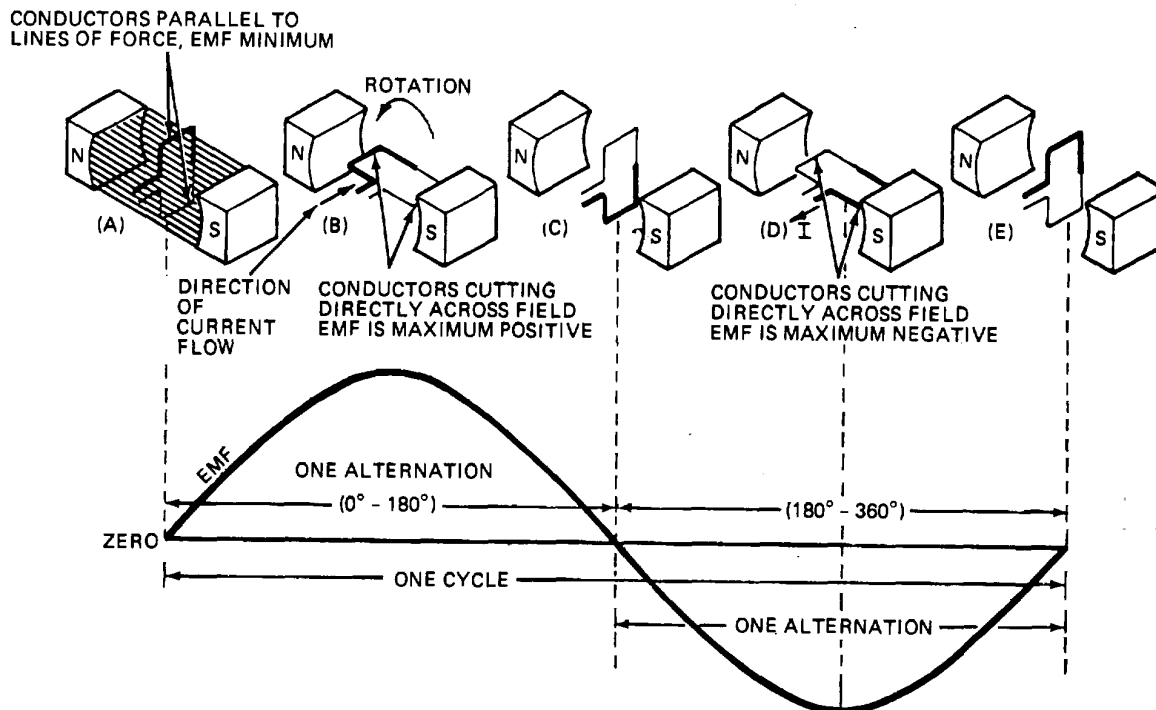 CONDUCTORS PARALLEL TO
LINES OF FORCE, EMF MINIMUM
ROTATION
N
S
(A)
N
S
(B)
N
S
(C)
N
S
(D) I
N
S
(E)
DIRECTION
OF
CURRENT
FLOW
CONDUCTORS CUTTING
DIRECTLY ACROSS FIELD
EMF IS MAXIMUM POSITIVE
CONDUCTORS CUTTING
DIRECTLY ACROSS FIELD
EMF IS MAXIMUM NEGATIVE
EMF
ONE ALTERNATION
(0° - 180°)
(180° - 360°)
ZERO
ONE CYCLE
ONE ALTERNATION